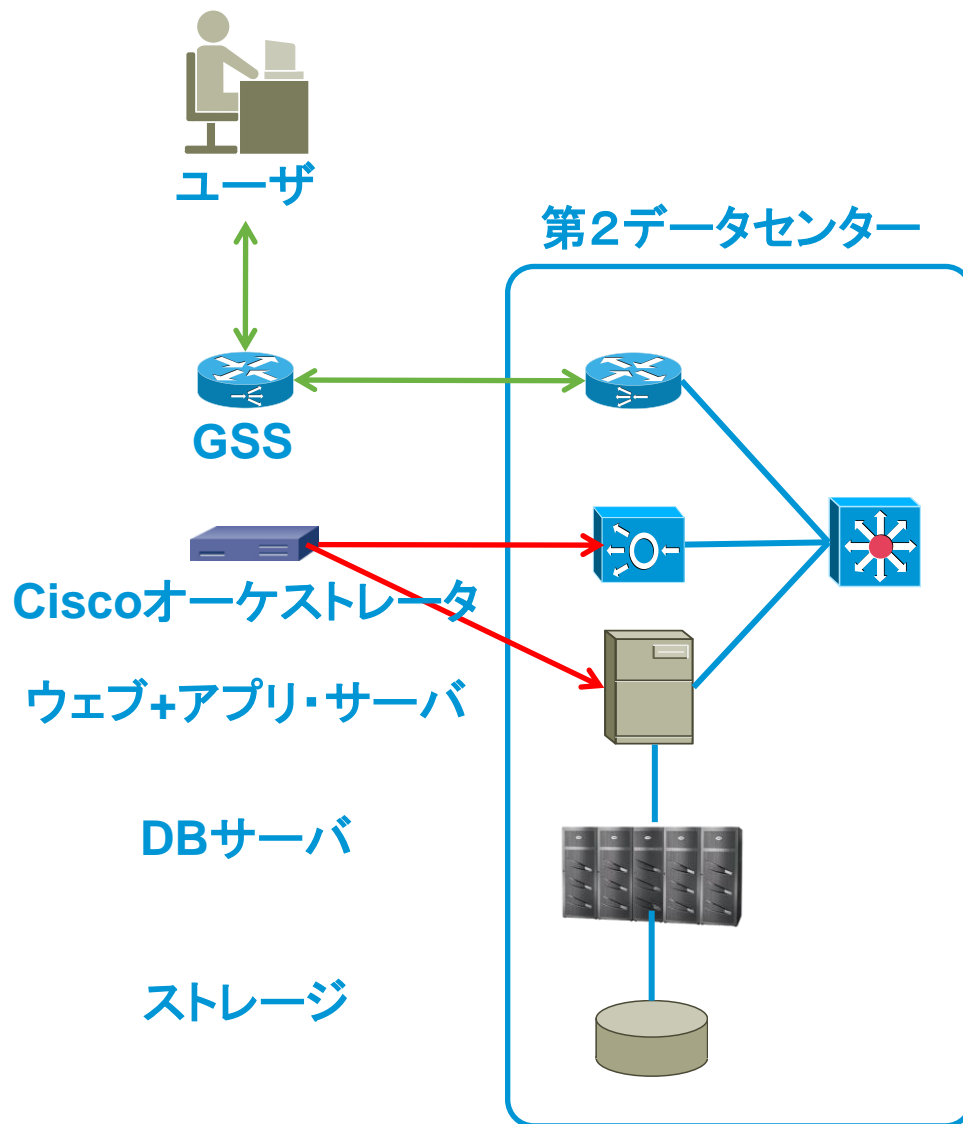 ユーザ
第２データセンター
GSS
Ciscoオーケストレータ
ウェブ+アプリ・サーバ
DBサーバ
ストレージ